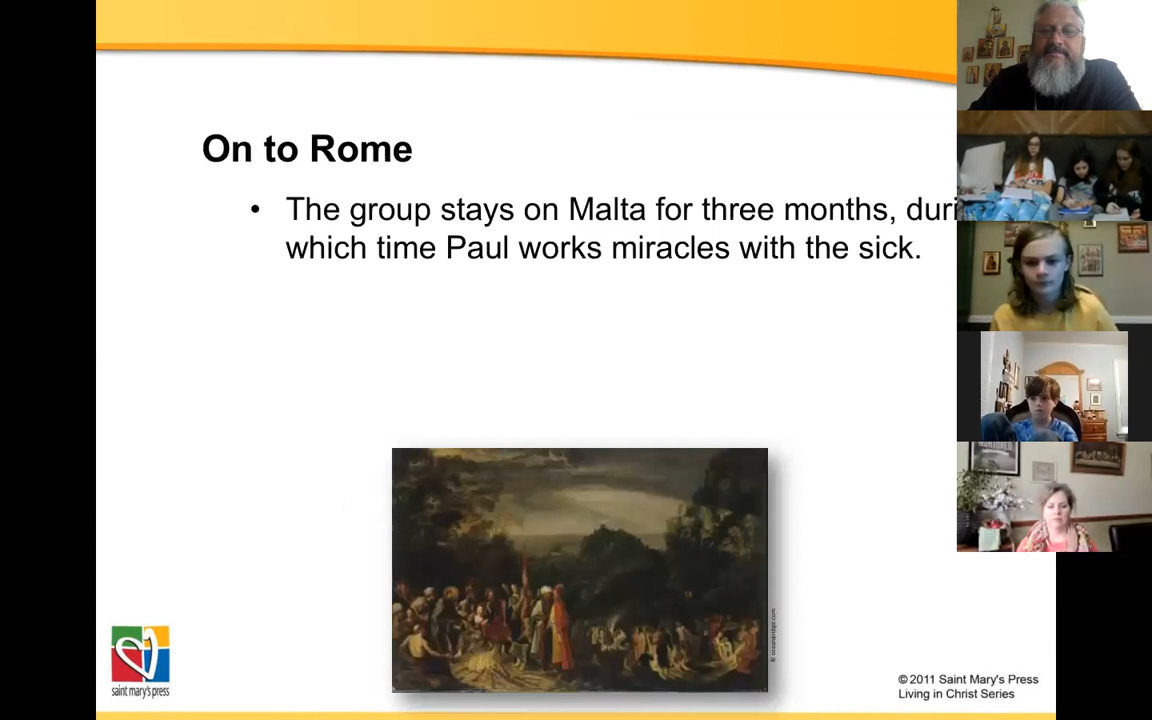 On to Rome
• The group stays on Malta for three months, duri
which time Paul works miracles with the sick.
saint mary's press
© 2011 Saint Mary's Press
Living in Christ Series